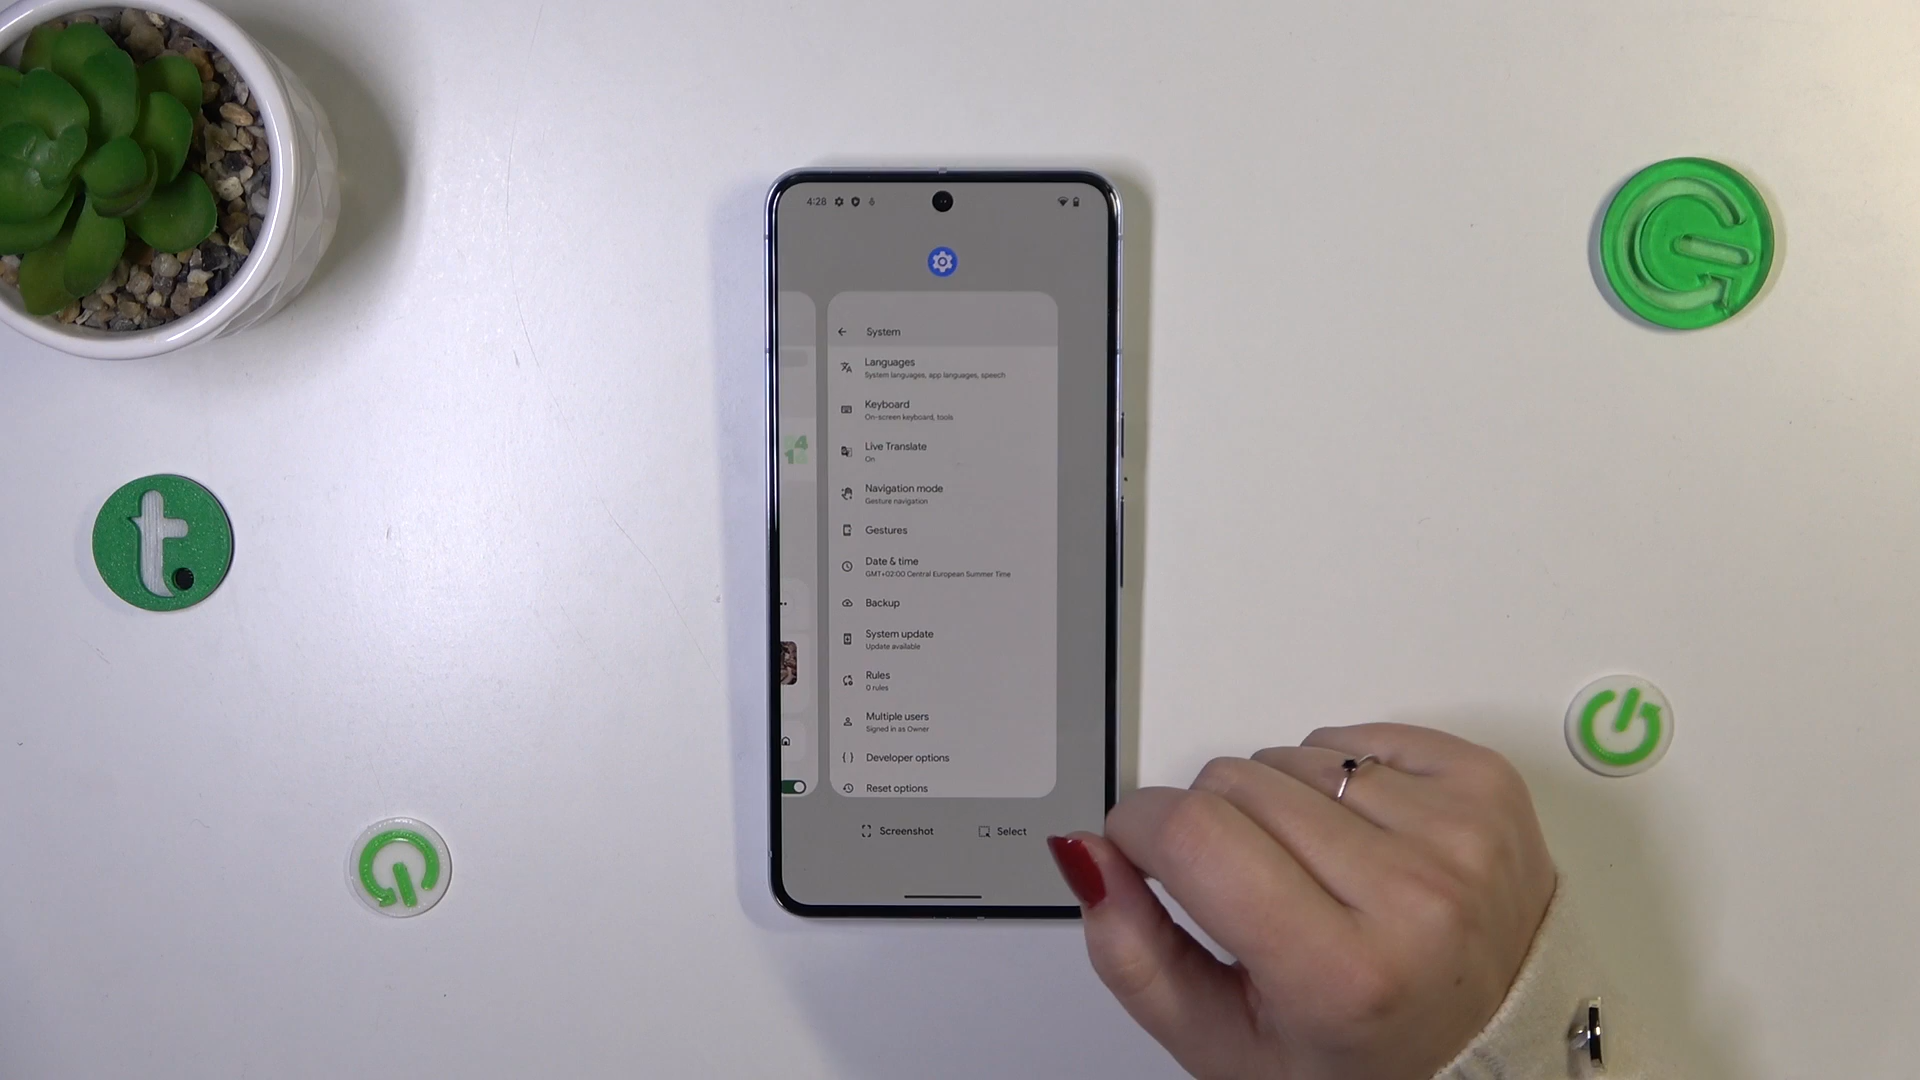 4:28
System
Languages
System languages, app languages, speech
Keyboard
On-screen keyboard, tools
Live Translate
On
Navigation mode
Gesture navigation
Gestures
Date & time
GMT+02:00 Central European Summer Time
Backup
System update
Update available
Rules
0 rules
Multiple users
Signed in as Owner
Developer options
Reset options
Screenshot
Select
t.